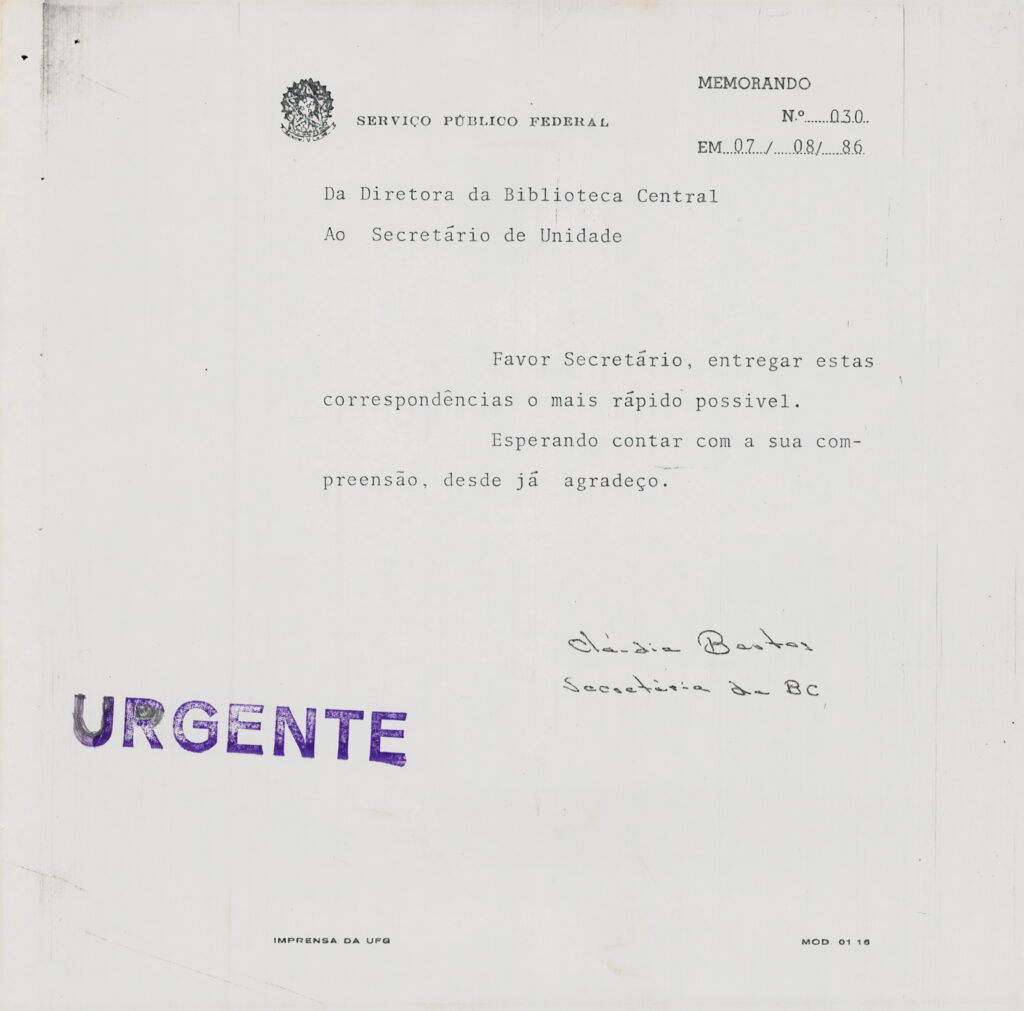 MEMORANDO
SERVIÇO PÚBLICO FEDERAL
N.º 030
EM 07 / 08 / 86
Da Diretora da Biblioteca Central
Ao Secretário de Unidade
Favor Secretário, entregar estas
correspondências o mais rápido possivel.
Esperando contar com a sua com-
preensão, desde já agradeço.
Cláudia Bastos
Secretária da BC
URGENTE
IMPRENSA DA UFG
MOD. 01 16